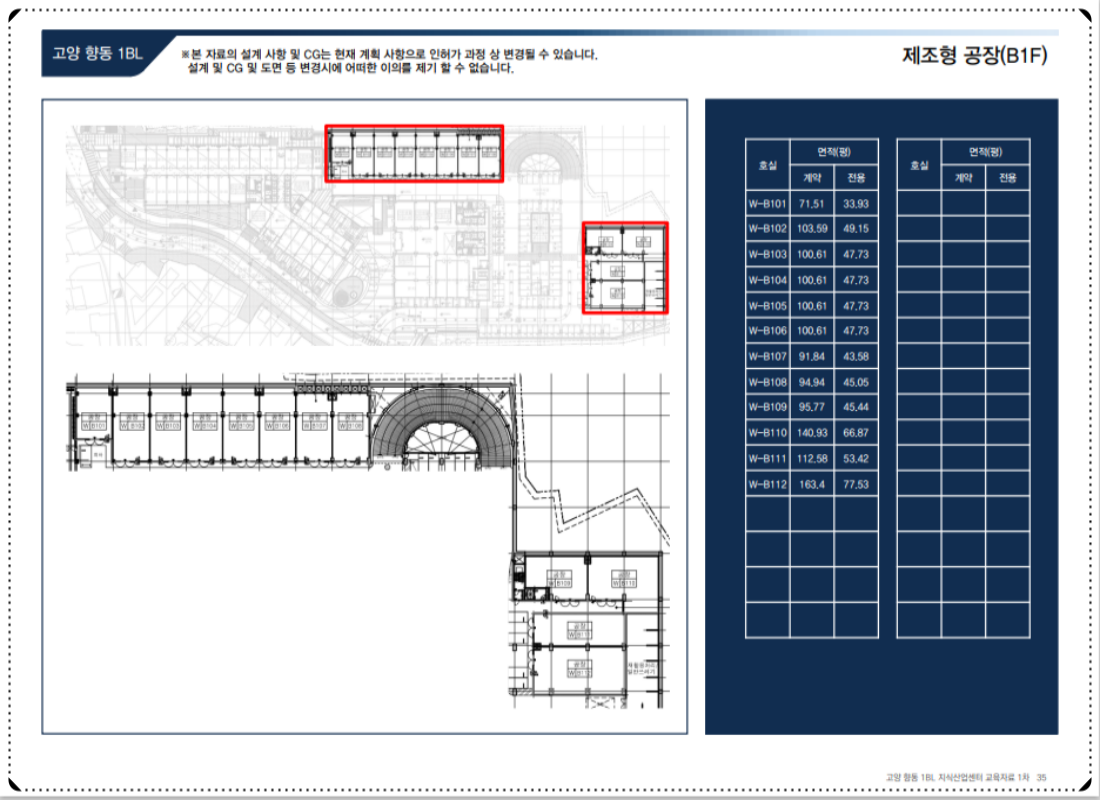 고양 향동 1BL
※본 자료의 설계 사항 및 CG는 현재 계획 사항으로 인허가 과정 상 변경될 수 있습니다.
설계 및 CG 및 도면 등 변경시에 어떠한 이의를 제기 할 수 없습니다.
제조형 공장(B1F)
호실 면적(평) 호실 면적(평)
계약 전용 계약 전용
W-B101 71.51 33.93
W-B102 103.59 49.15
W-B103 100.61 47.73
W-B104 100.61 47.73
W-B105 100.61 47.73
W-B106 100.61 47.73
W-B107 91.84 43.58
W-B108 94.94 45.05
W-B109 95.77 45.44
W-B110 140.93 66.87
W-B111 112.58 53.42
W-B112 163.4 77.53
공장 공장 공장 공장 공장 공장 공장 공장
W B101 W B102 W B103 W B104 W B105 W B106 W B107 W B108
공장 공장
W B109 W B110
공장
공장
고양 향동 1BL 지식산업센터 교육자료 1차 35